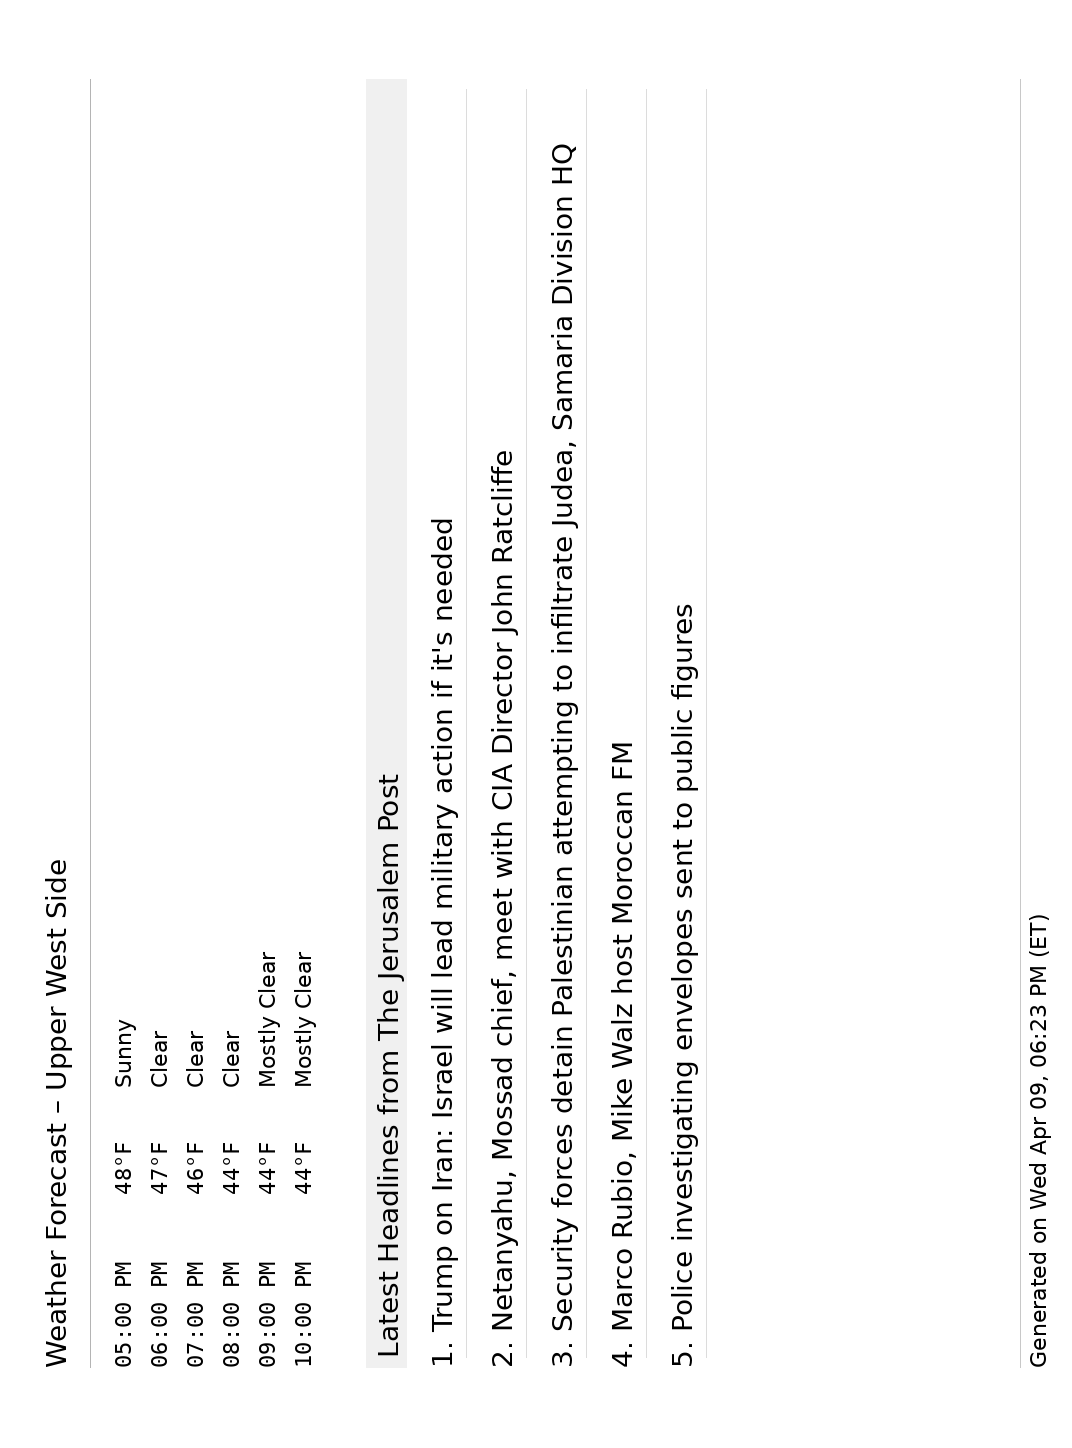 Weather Forecast – Upper West Side
05:00 PM 48°F Sunny
06:00 PM 47°F Clear
07:00 PM 46°F Clear
08:00 PM 44°F Clear
09:00 PM 44°F Mostly Clear
10:00 PM 44°F Mostly Clear
Latest Headlines from The Jerusalem Post
1. Trump on Iran: Israel will lead military action if it's needed
2. Netanyahu, Mossad chief, meet with CIA Director John Ratcliffe
3. Security forces detain Palestinian attempting to infiltrate Judea, Samaria Division HQ
4. Marco Rubio, Mike Walz host Moroccan FM
5. Police investigating envelopes sent to public figures
Generated on Wed Apr 09, 06:23 PM (ET)